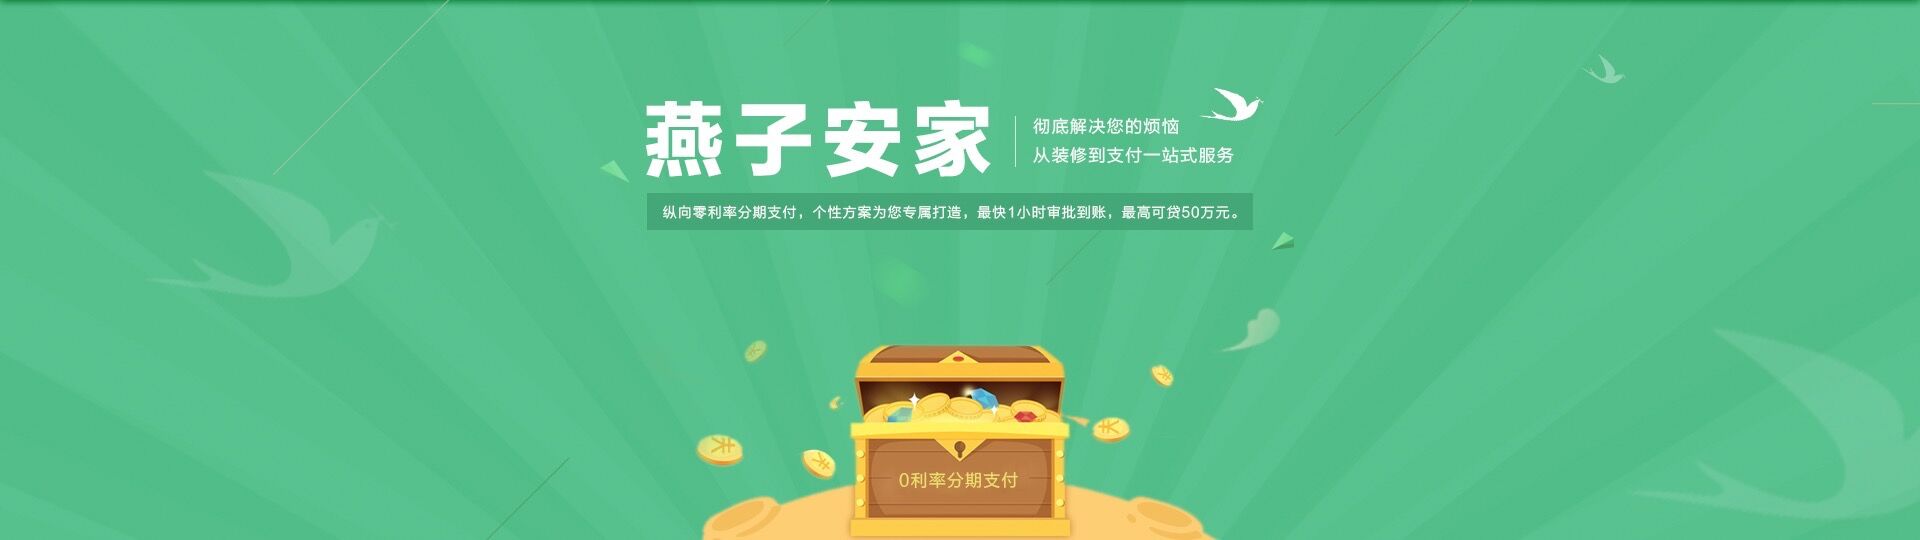 燕子安家
彻底解决您的烦恼
从装修到支付一站式服务
纵向零利率分期支付，个性方案为您专属打造，最快1小时审批到账，最高可贷50万元。
0利率分期支付